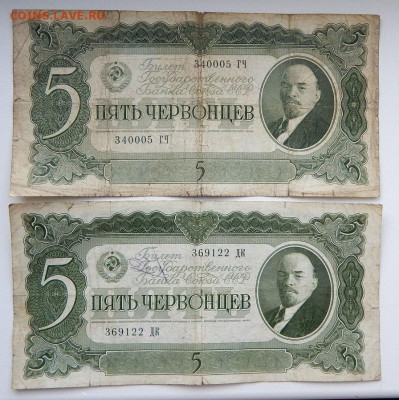 COINS.LAVE.RU
Билет
340005 ГЧ
Государственного
Банка Союза ССР
5
ПЯТЬ ЧЕРВОНЦЕВ
340005 ГЧ
5
Билет
369122 ДК
Государственного
Банка Союза ССР
5
ПЯТЬ ЧЕРВОНЦЕВ
369122 ДК
5